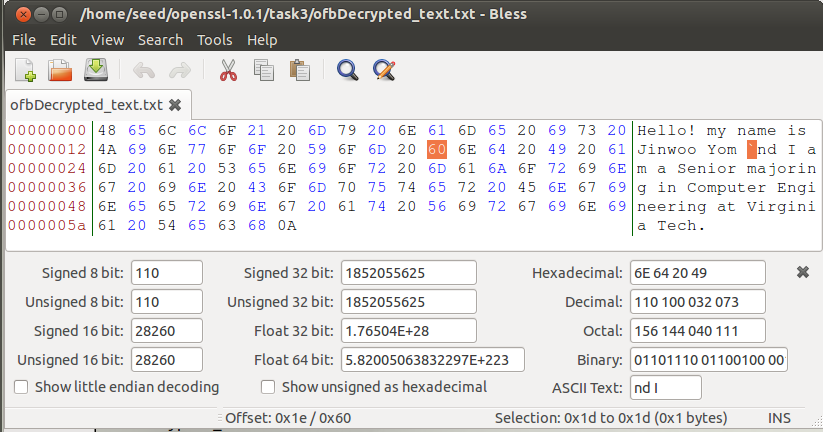 /home/seed/openssl-1.0.1/task3/ofbDecrypted_text.txt - Bless
File Edit View Search Tools Help
ofbDecrypted_text.txt
00000000 48 65 6C 6C 6F 21 20 6D 79 20 6E 61 6D 65 20 69 73 20 Hello! my name is
00000012 4A 69 6E 77 6F 6F 20 59 6F 6D 20 60 6E 64 20 49 20 61 Jinwoo Yom `nd I a
00000024 6D 20 61 20 53 65 6E 69 6F 72 20 6D 61 6A 6F 72 69 6E m a Senior majorin
00000036 67 20 69 6E 20 43 6F 6D 70 75 74 65 72 20 45 6E 67 69 g in Computer Engi
00000048 6E 65 65 72 69 6E 67 20 61 74 20 56 69 72 67 69 6E 69 neering at Virgini
0000005a 61 20 54 65 63 68 0A a Tech.
Signed 8 bit: 110 Signed 32 bit: 1852055625 Hexadecimal: 6E 64 20 49
Unsigned 8 bit: 110 Unsigned 32 bit: 1852055625 Decimal: 110 100 032 073
Signed 16 bit: 28260 Float 32 bit: 1.76504E+28 Octal: 156 144 040 111
Unsigned 16 bit: 28260 Float 64 bit: 5.82005063832297E+223 Binary: 01101110 01100100 00
Show little endian decoding Show unsigned as hexadecimal ASCII Text: nd I
Offset: 0x1e / 0x60 Selection: 0x1d to 0x1d (0x1 bytes) INS